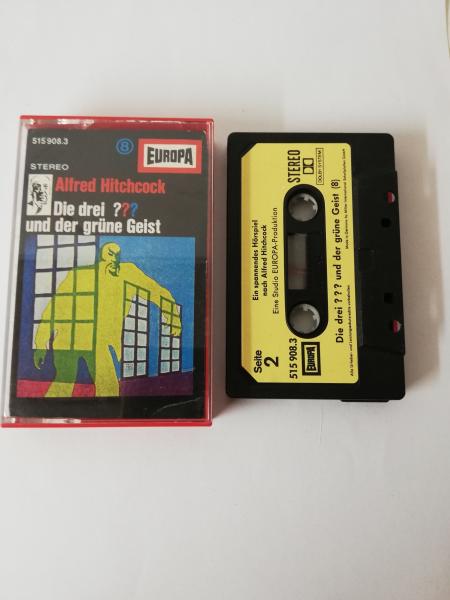 515 908.3
8
EUROPA
STEREO
Alfred Hitchcock
Die drei ???
und der grüne Geist
Ein spannendes Hörspiel
nach Alfred Hitchcock
Eine Studio EUROPA-Produktion
STEREO
DOLBY SYSTEM
Seite
2
515 908.3
EUROPA
Die drei ? ? ? und der grüne Geist (8)